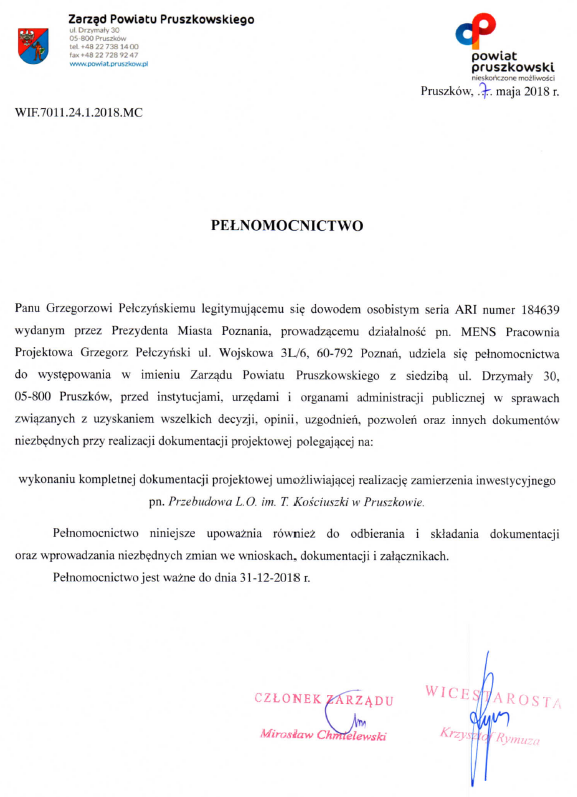 Zarząd Powiatu Pruszkowskiego
ul. Drzymały 30
05-800 Pruszków
tel. +48 22 738 14 00
fax +48 22 728 92 47
www.powiat.pruszkow.pl
powiat
pruszkowski
nieskończone możliwości
Pruszków, .7. maja 2018 r.
WIF.7011.24.1.2018.MC
PEŁNOMOCNICTWO
Panu Grzegorzowi Pełczyńskiemu legitymującemu się dowodem osobistym seria ARI numer 184639
wydanym przez Prezydenta Miasta Poznania, prowadzącemu działalność pn. MENS Pracownia
Projektowa Grzegorz Pełczyński ul. Wojskowa 3L/6, 60-792 Poznań, udziela się pełnomocnictwa
do występowania w imieniu Zarządu Powiatu Pruszkowskiego z siedzibą ul. Drzymały 30,
05-800 Pruszków, przed instytucjami, urzędami i organami administracji publicznej w sprawach
związanych z uzyskaniem wszelkich decyzji, opinii, uzgodnień, pozwoleń oraz innych dokumentów
niezbędnych przy realizacji dokumentacji projektowej polegającej na:
wykonaniu kompletnej dokumentacji projektowej umożliwiającej realizację zamierzenia inwestycyjnego
pn. Przebudowa L.O. im. T. Kościuszki w Pruszkowie.
Pełnomocnictwo niniejsze upoważnia również do odbierania i składania dokumentacji
oraz wprowadzania niezbędnych zmian we wnioskach, dokumentacji i załącznikach.
Pełnomocnictwo jest ważne do dnia 31-12-2018 r.
CZŁONEK ZARZĄDU
Mirosław Chmielewski
WICESTAROSTA
Krzysztof Rymuza